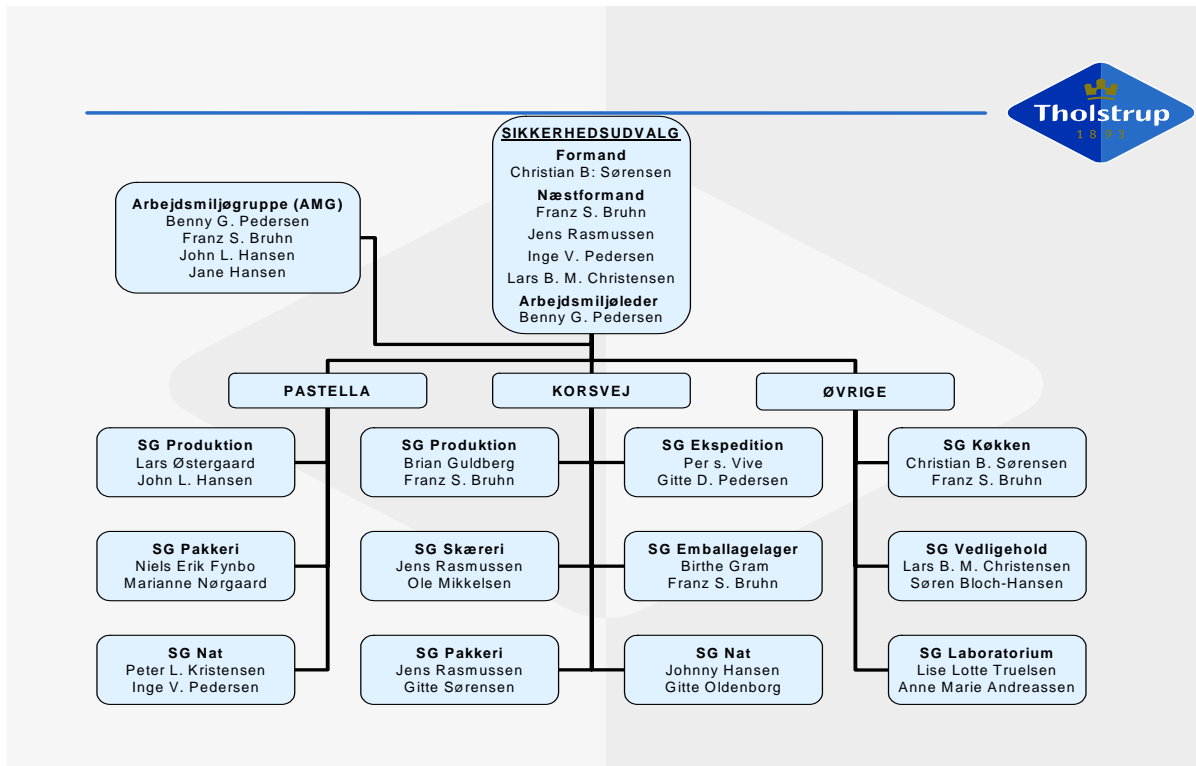 Tholstrup
1893
SIKKERHEDSUDVALG
Formand
Christian B: Sørensen
Næstformand
Franz S. Bruhn
Jens Rasmussen
Inge V. Pedersen
Lars B. M. Christensen
Arbejdsmiljøleder
Benny G. Pedersen
Arbejdsmiljøgruppe (AMG)
Benny G. Pedersen
Franz S. Bruhn
John L. Hansen
Jane Hansen
PASTELLA
KORSVEJ
ØVRIGE
SG Produktion
Lars Østergaard
John L. Hansen
SG Produktion
Brian Guldberg
Franz S. Bruhn
SG Ekspedition
Per s. Vive
Gitte D. Pedersen
SG Køkken
Christian B. Sørensen
Franz S. Bruhn
SG Pakkeri
Niels Erik Fynbo
Marianne Nørgaard
SG Skæreri
Jens Rasmussen
Ole Mikkelsen
SG Emballagelager
Birthe Gram
Franz S. Bruhn
SG Vedligehold
Lars B. M. Christensen
Søren Bloch-Hansen
SG Nat
Peter L. Kristensen
Inge V. Pedersen
SG Pakkeri
Jens Rasmussen
Gitte Sørensen
SG Nat
Johnny Hansen
Gitte Oldenborg
SG Laboratorium
Lise Lotte Truelsen
Anne Marie Andreassen